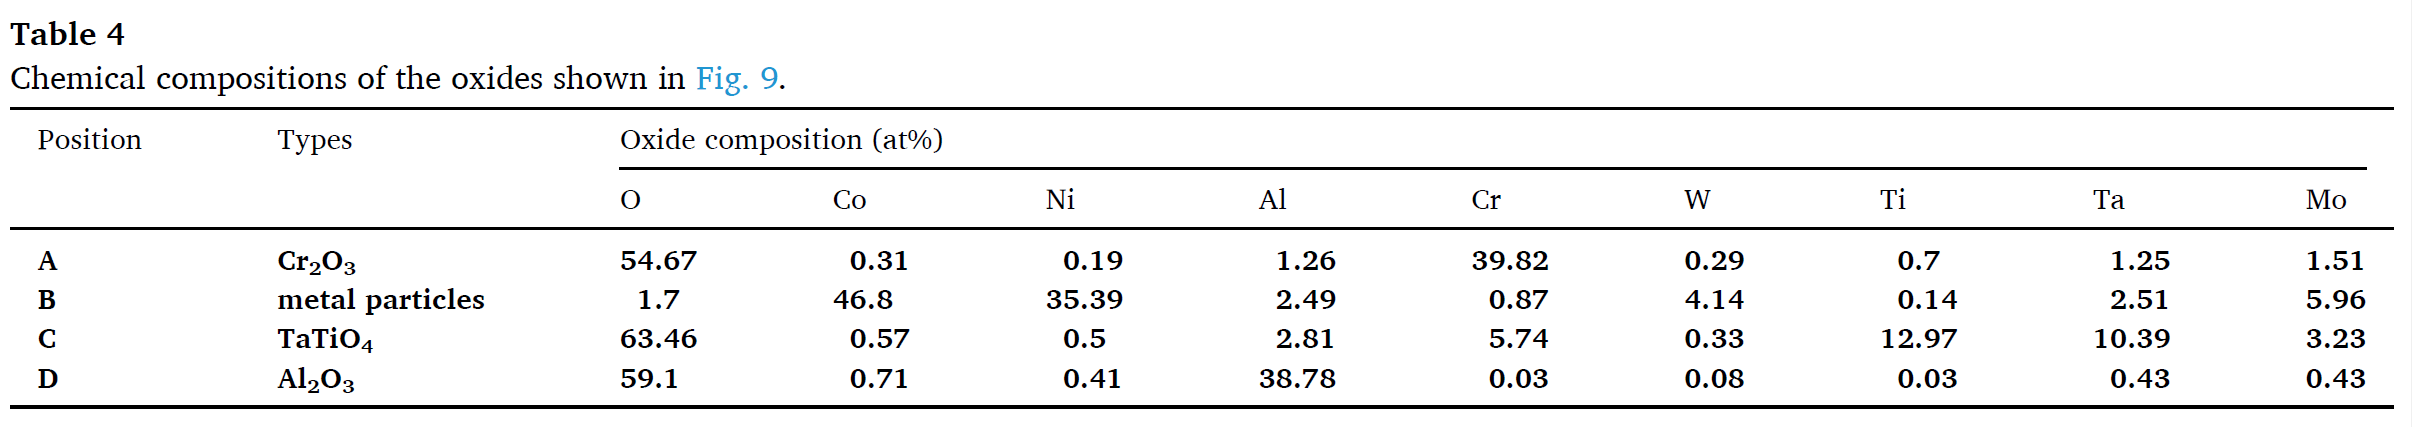 Table 4
Chemical compositions of the oxides shown in Fig. 9.
Position Types Oxide composition (at%)
O Co Ni Al Cr W Ti Ta Mo
A Cr₂O₃ 54.67 0.31 0.19 1.26 39.82 0.29 0.7 1.25 1.51
B metal particles 1.7 46.8 35.39 2.49 0.87 4.14 0.14 2.51 5.96
C TaTiO₄ 63.46 0.57 0.5 2.81 5.74 0.33 12.97 10.39 3.23
D Al₂O₃ 59.1 0.71 0.41 38.78 0.03 0.08 0.03 0.43 0.43